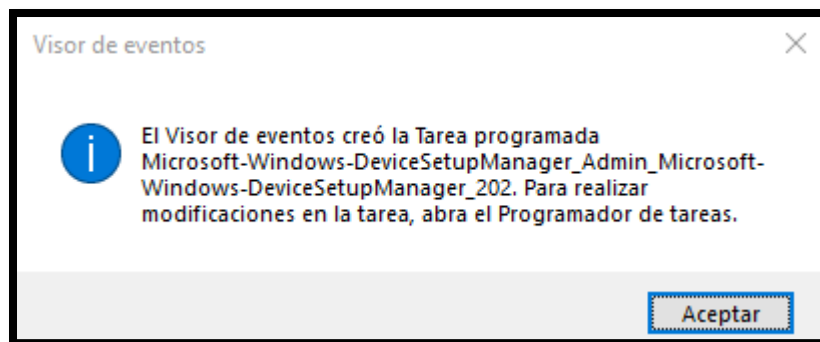 Visor de eventos
El Visor de eventos creó la Tarea programada
Microsoft-Windows-DeviceSetupManager_Admin_Microsoft-
Windows-DeviceSetupManager_202. Para realizar
modificaciones en la tarea, abra el Programador de tareas.
Aceptar